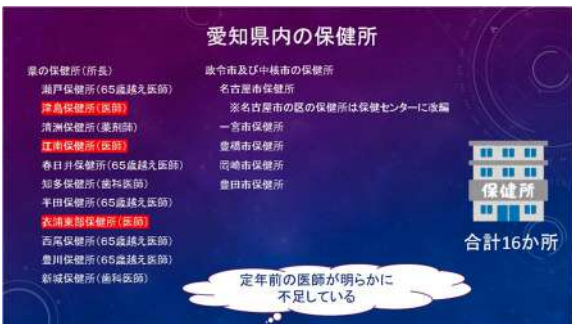 愛知県内の保健所
県の保健所(所長)
瀬戸保健所(65歳越え医師)
津島保健所(医師)
清洲保健所(薬剤師)
江南保健所(医師)
春日井保健所(65歳越え医師)
知多保健所(歯科医師)
半田保健所(65歳越え医師)
衣浦東部保健所(医師)
西尾保健所(65歳越え医師)
豊川保健所(65歳越え医師)
新城保健所(歯科医師)
政令市及び中核市の保健所
名古屋市保健所
※名古屋市の区の保健所は保健センターに改編
一宮市保健所
豊橋市保健所
岡崎市保健所
豊田市保健所
保健所
合計16か所
定年前の医師が明らかに
不足している